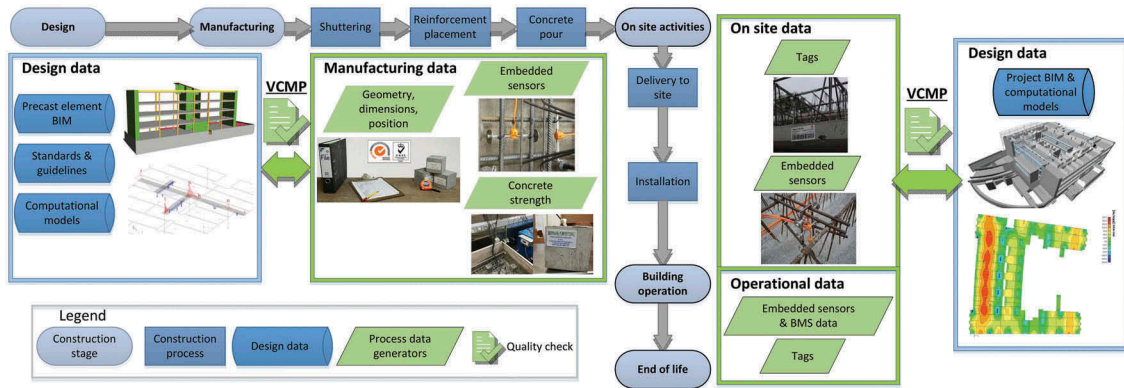 Design
Manufacturing
Shuttering
Reinforcement
placement
Concrete
pour
On site activities
Design data
Precast element
BIM
Standards &
guidelines
Computational
models
VCMP
Manufacturing data
Geometry,
dimensions,
position
Embedded
sensors
File
Concrete
strength
Delivery to
site
Installation
Building
operation
End of life
On site data
Tags
Embedded
sensors
Operational data
Embedded sensors
& BMS data
Tags
VCMP
Design data
Project BIM &
computational
models
Legend
Construction
stage
Construction
process
Design data
Process data
generators
Quality check